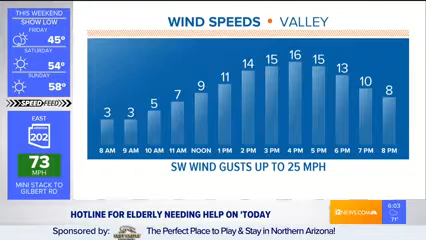 THIS WEEKEND
SHOW LOW
FRIDAY
45°
SATURDAY
54°
SUNDAY
58°
SPEEDFEED
EAST
202
73
MPH
MINI STACK TO
GILBERT RD
WIND SPEEDS • VALLEY
3 3 5 7 9 11 14 15 16 15 13 10 8
8 AM 9 AM 10 AM 11 AM NOON 1 PM 2 PM 3 PM 4 PM 5 PM 6 PM 7 PM 8 PM
SW WIND GUSTS UP TO 25 MPH
HOTLINE FOR ELDERLY NEEDING HELP ON 'TODAY
12NEWS.COM
6:03
71°
Sponsored by:
The Perfect Place to Play & Stay in Northern Arizona!